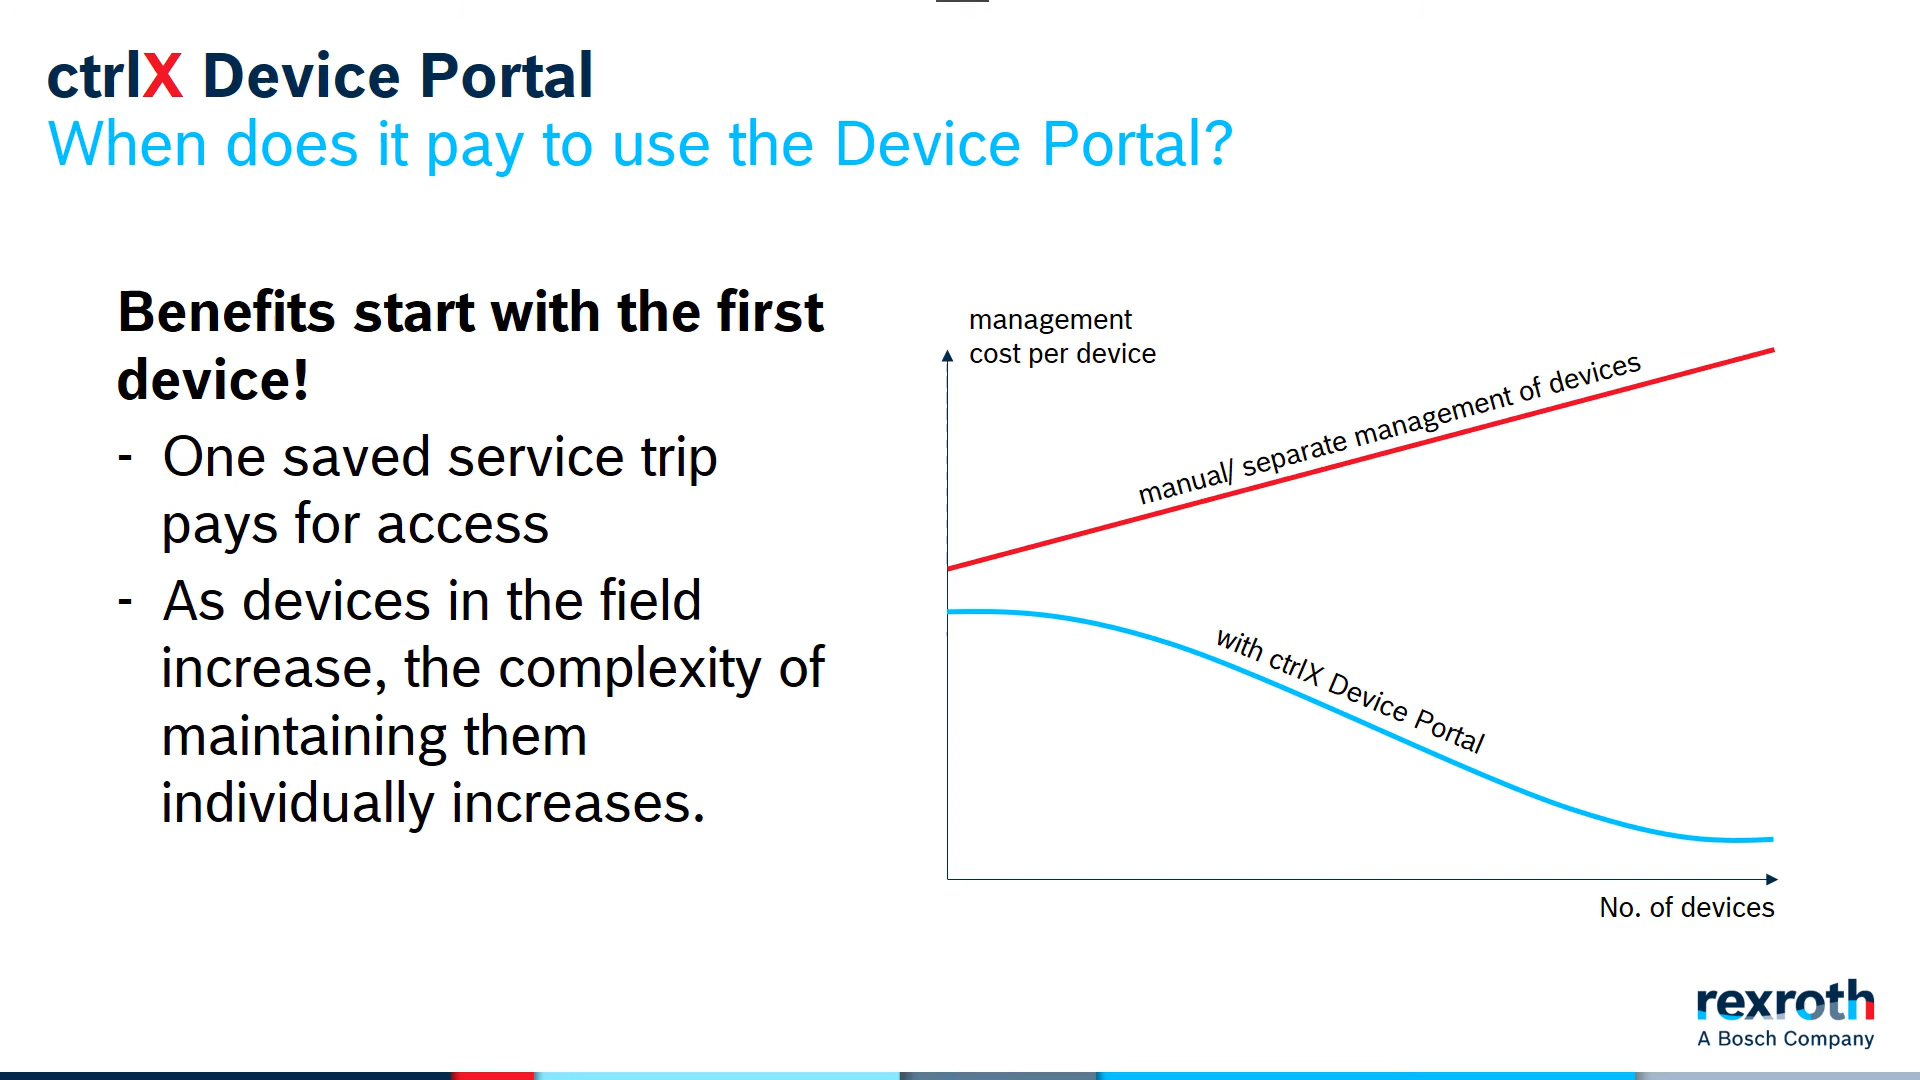 ctrlX Device Portal
When does it pay to use the Device Portal?
Benefits start with the first
device!
- One saved service trip
pays for access
- As devices in the field
increase, the complexity of
maintaining them
individually increases.
management
cost per device
manual/ separate management of devices
with ctrlX Device Portal
No. of devices
rexroth
A Bosch Company